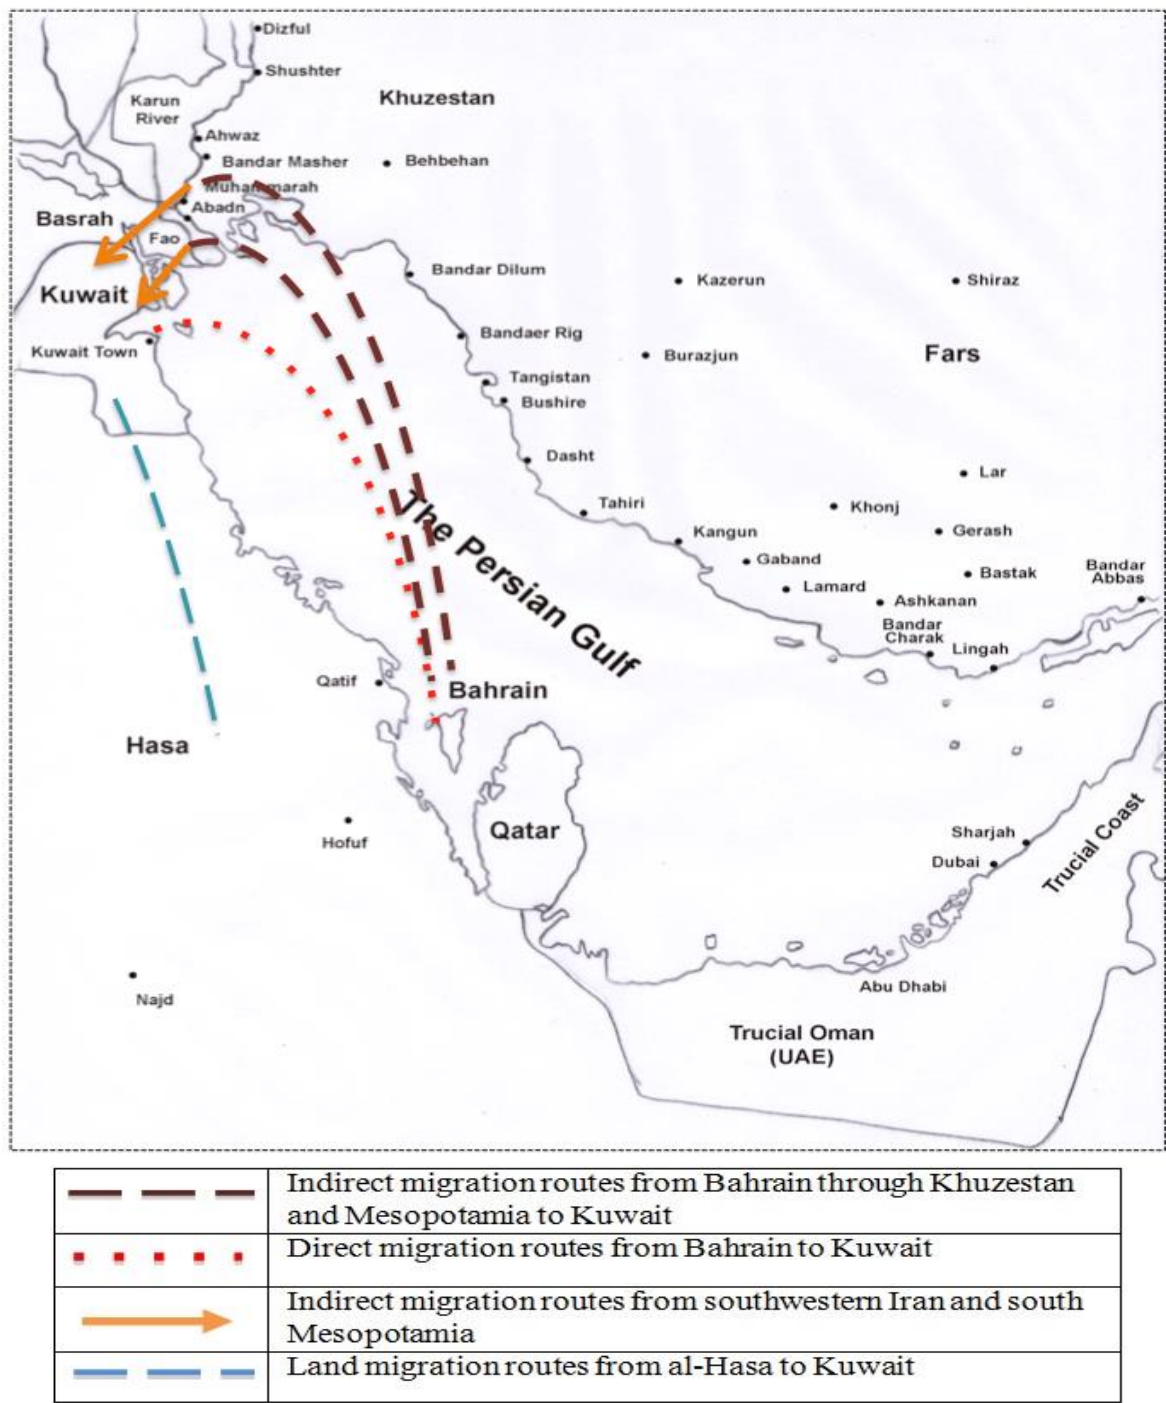 Dizful
Shushter
Khuzestan
Karun
River
Ahwaz
Bandar Masher
Behbehan
Muhammarah
Abadn
Basrah
Fao
Bandar Dilum
Kazerun
Shiraz
Kuwait
Bandaer Rig
Kuwait Town
Burazjun
Fars
Tangistan
Bushire
Dasht
Lar
Tahiri
Khonj
Kangun
Gerash
The Persian Gulf
Gaband
Bastak
Bandar
Abbas
Lamard
Ashkanan
Bandar
Charak
Lingah
Qatif
Bahrain
Hasa
Qatar
Hofuf
Sharjah
Dubai
Trucial Coast
Najd
Abu Dhabi
Trucial Oman
(UAE)
Indirect migration routes from Bahrain through Khuzestan
and Mesopotamia to Kuwait
Direct migration routes from Bahrain to Kuwait
Indirect migration routes from southwestern Iran and south
Mesopotamia
Land migration routes from al-Hasa to Kuwait